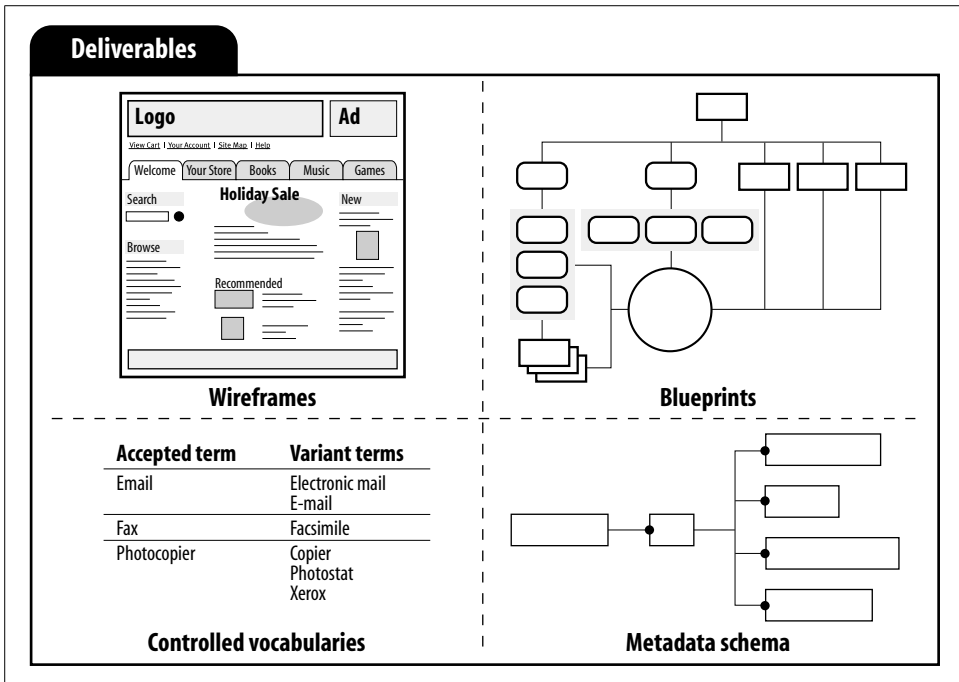 Deliverables
Logo
Ad
View Cart | Your Account | Site Map | Help
Welcome Your Store Books Music Games
Search
Holiday Sale
New
Browse
Recommended
Wireframes
Blueprints
Accepted term Variant terms
Email Electronic mail
E-mail
Fax Facsimile
Photocopier Copier
Photostat
Xerox
Controlled vocabularies
Metadata schema